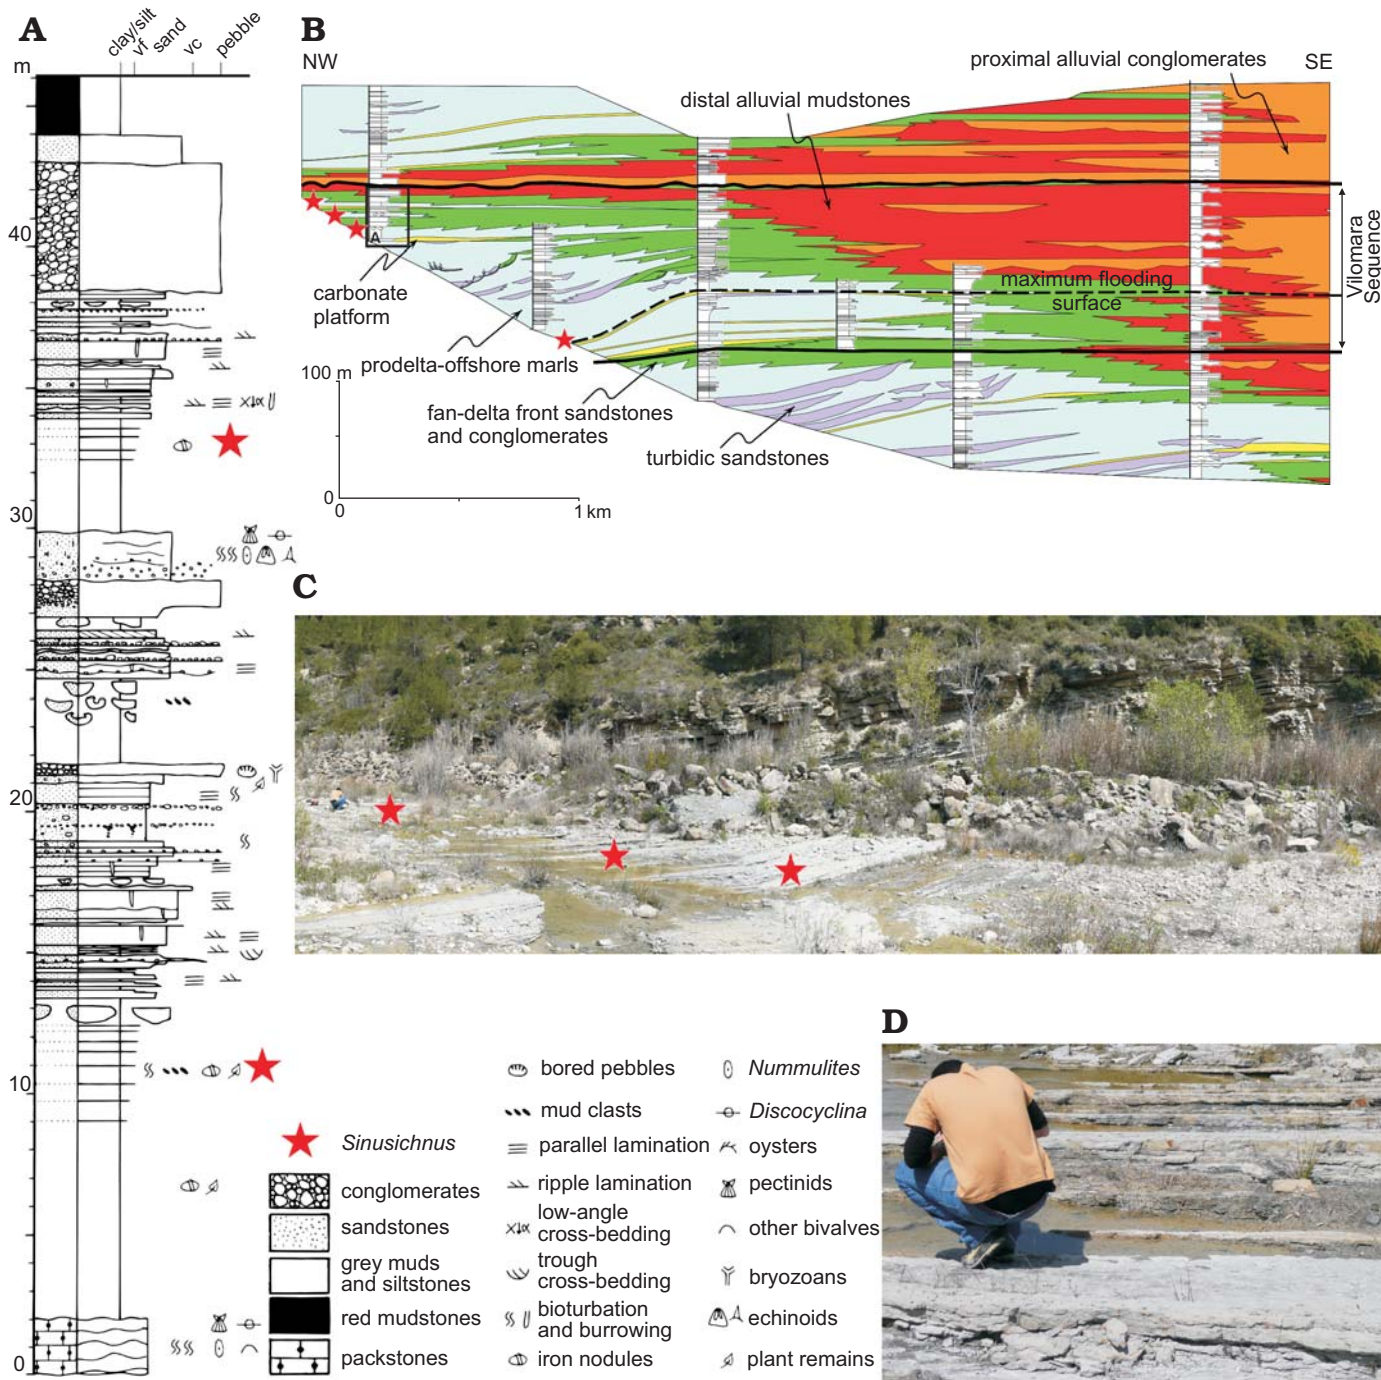 A
m
clay/silt
vf
sand
vc
pebble
40
30
20
10
0
B
NW
SE
proximal alluvial conglomerates
distal alluvial mudstones
A
carbonate
platform
prodelta-offshore marls
maximum flooding
surface
Vilomara
Sequence
fan-delta front sandstones
and conglomerates
turbidic sandstones
100 m
0
0
1 km
C
D
Sinusichnus
conglomerates
sandstones
grey muds
and siltstones
red mudstones
packstones
bored pebbles
mud clasts
parallel lamination
ripple lamination
low-angle
cross-bedding
trough
cross-bedding
bioturbation
and burrowing
iron nodules
Nummulites
Discocyclina
oysters
pectinids
other bivalves
bryozoans
echinoids
plant remains